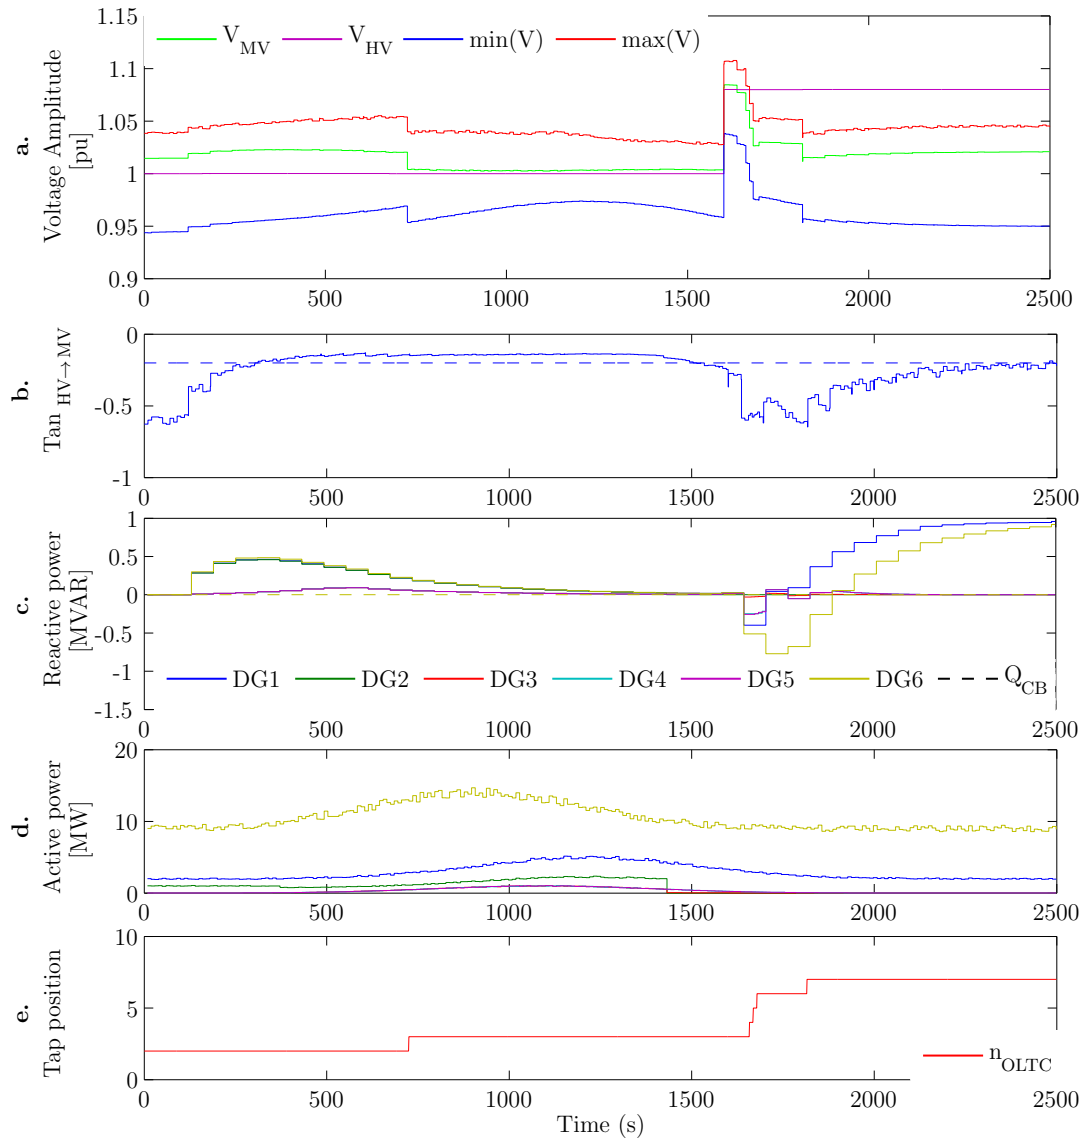 1.15
1.1
1.05
1
0.95
0.9
V_MV V_HV min(V) max(V)
a.
Voltage Amplitude
[pu]
0 500 1000 1500 2000 2500
0
-0.5
-1
b.
Tan HV→MV
0 500 1000 1500 2000 2500
1
0.5
0
-0.5
-1
-1.5
c.
Reactive power
[MVAR]
DG1 DG2 DG3 DG4 DG5 DG6 Q_CB
0 500 1000 1500 2000 2500
20
10
0
d.
Active power
[MW]
0 500 1000 1500 2000 2500
10
5
0
e.
Tap position
n_OLTC
0 500 1000 1500 2000 2500
Time (s)